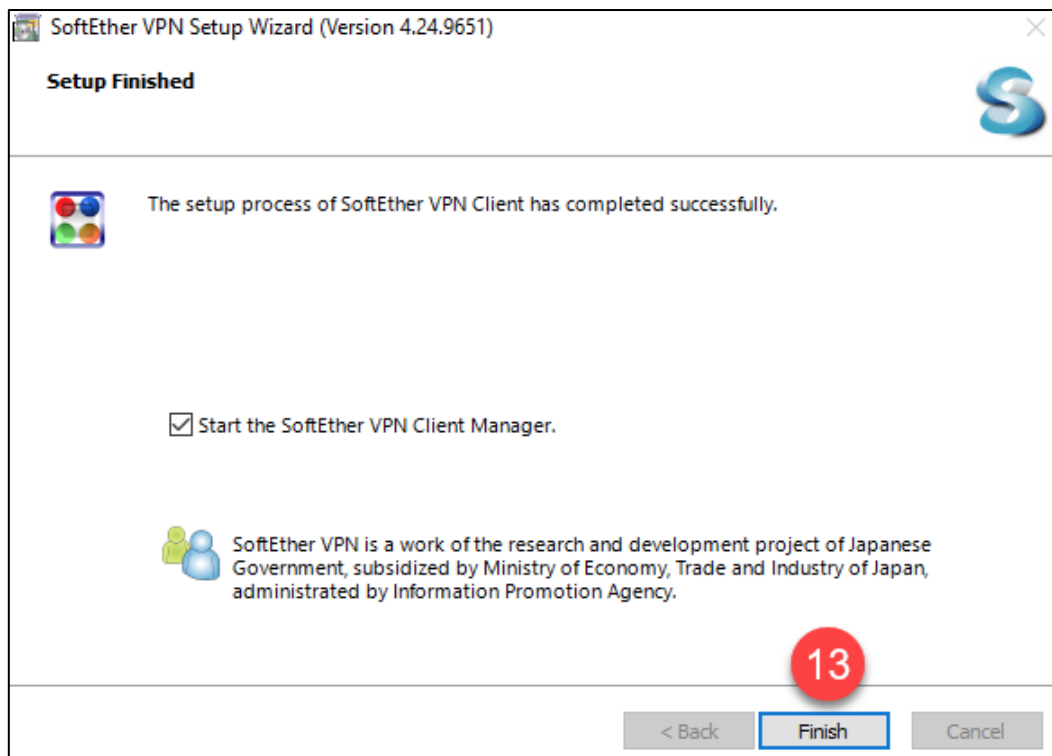 SoftEther VPN Setup Wizard (Version 4.24.9651)
Setup Finished
The setup process of SoftEther VPN Client has completed successfully.
Start the SoftEther VPN Client Manager.
SoftEther VPN is a work of the research and development project of Japanese
Government, subsidized by Ministry of Economy, Trade and Industry of Japan,
administrated by Information Promotion Agency.
13
< Back
Finish
Cancel